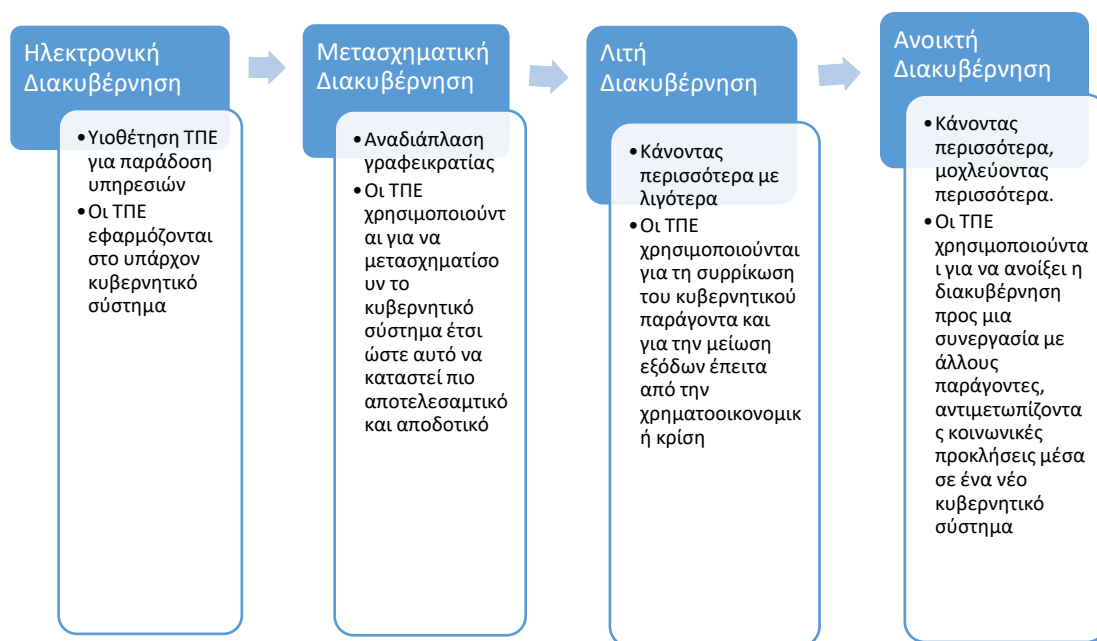 Ηλεκτρονική
Διακυβέρνηση
•Υιοθέτηση ΤΠΕ
για παράδοση
υπηρεσιών
•Οι ΤΠΕ
εφαρμόζονται
στο υπάρχον
κυβερνητικό
σύστημα
Μετασχηματική
Διακυβέρνηση
•Αναδιάπλαση
γραφεικρατίας
•Οι ΤΠΕ
χρησιμοποιούντ
αι για να
μετασχηματίσο
υν το
κυβερνητικό
σύστημα έτσι
ώστε αυτό να
καταστεί πιο
αποτελεσαμτικό
και αποδοτικό
Λιτή
Διακυβέρνηση
•Κάνοντας
περισσότερα με
λιγότερα
•Οι ΤΠΕ
χρησιμοποιούνται
για τη συρρίκωση
του κυβερνητικού
παράγοντα και
για την μείωση
εξόδων έπειτα
από την
χρηματοοικονομικ
ή κρίση
Ανοικτή
Διακυβέρνηση
•Κάνοντας
περισσότερα,
μοχλεύοντας
περισσότερα.
•Οι ΤΠΕ
χρησιμοποιούντα
ι για να ανοίξει η
διακυβέρνηση
προς μια
συνεργασία με
άλλους
παράγοντες,
αντιμετωπίζοντα
ς κοινωνικές
προκλήσεις μέσα
σε ένα νέο
κυβερνητικό
σύστημα